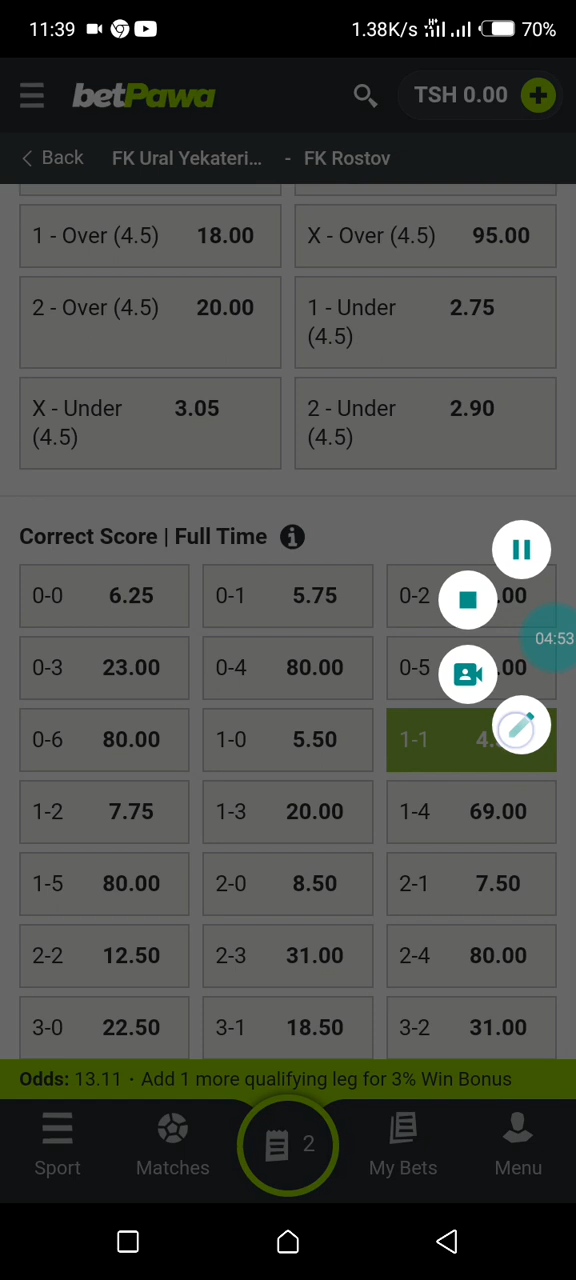 11:39 1.38K/s 70%
betPawa TSH 0.00
Back FK Ural Yekateri... - FK Rostov
1 - Over (4.5) 18.00 X - Over (4.5) 95.00
2 - Over (4.5) 20.00 1 - Under (4.5) 2.75
X - Under (4.5) 3.05 2 - Under (4.5) 2.90
Correct Score | Full Time
0-0 6.25 0-1 5.75 0-2 .00
0-3 23.00 0-4 80.00 0-5 .00
04:53
0-6 80.00 1-0 5.50 1-1 4.
1-2 7.75 1-3 20.00 1-4 69.00
1-5 80.00 2-0 8.50 2-1 7.50
2-2 12.50 2-3 31.00 2-4 80.00
3-0 22.50 3-1 18.50 3-2 31.00
Odds: 13.11 · Add 1 more qualifying leg for 3% Win Bonus
2
Sport Matches My Bets Menu